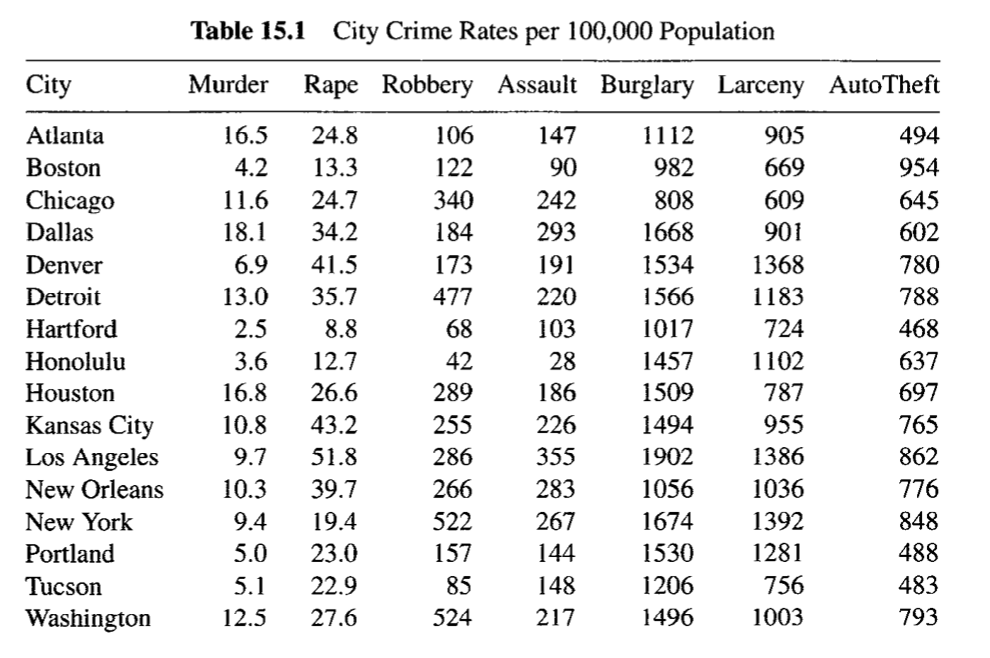 Table 15.1 City Crime Rates per 100,000 Population
City Murder Rape Robbery Assault Burglary Larceny AutoTheft
Atlanta 16.5 24.8 106 147 1112 905 494
Boston 4.2 13.3 122 90 982 669 954
Chicago 11.6 24.7 340 242 808 609 645
Dallas 18.1 34.2 184 293 1668 901 602
Denver 6.9 41.5 173 191 1534 1368 780
Detroit 13.0 35.7 477 220 1566 1183 788
Hartford 2.5 8.8 68 103 1017 724 468
Honolulu 3.6 12.7 42 28 1457 1102 637
Houston 16.8 26.6 289 186 1509 787 697
Kansas City 10.8 43.2 255 226 1494 955 765
Los Angeles 9.7 51.8 286 355 1902 1386 862
New Orleans 10.3 39.7 266 283 1056 1036 776
New York 9.4 19.4 522 267 1674 1392 848
Portland 5.0 23.0 157 144 1530 1281 488
Tucson 5.1 22.9 85 148 1206 756 483
Washington 12.5 27.6 524 217 1496 1003 793